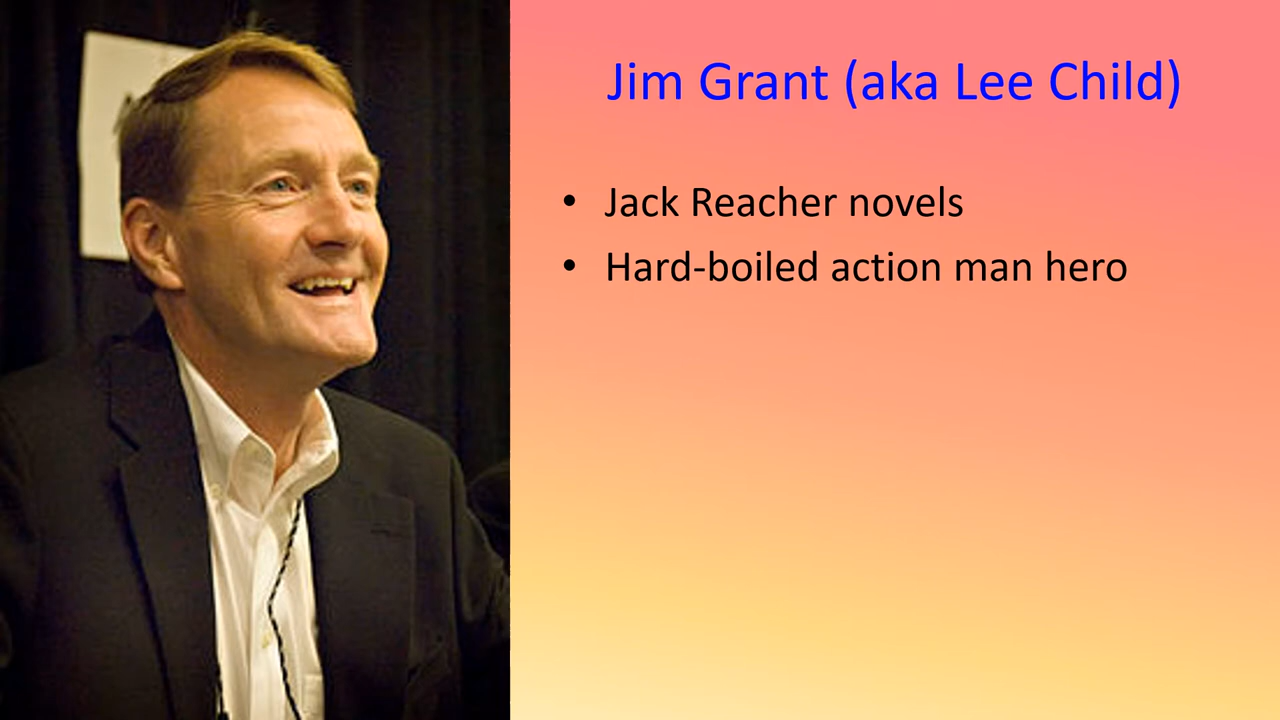 Jim Grant (aka Lee Child)
• Jack Reacher novels
• Hard-boiled action man hero